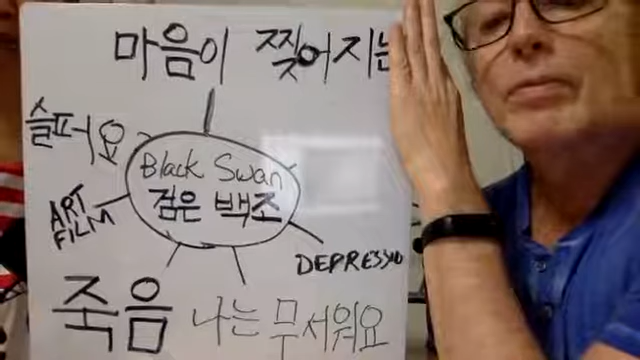 마음이 찢어지는
슬퍼요
Black Swan
검은 백조
ART
FILM
DEPRESYO
죽음
나는 무서워요